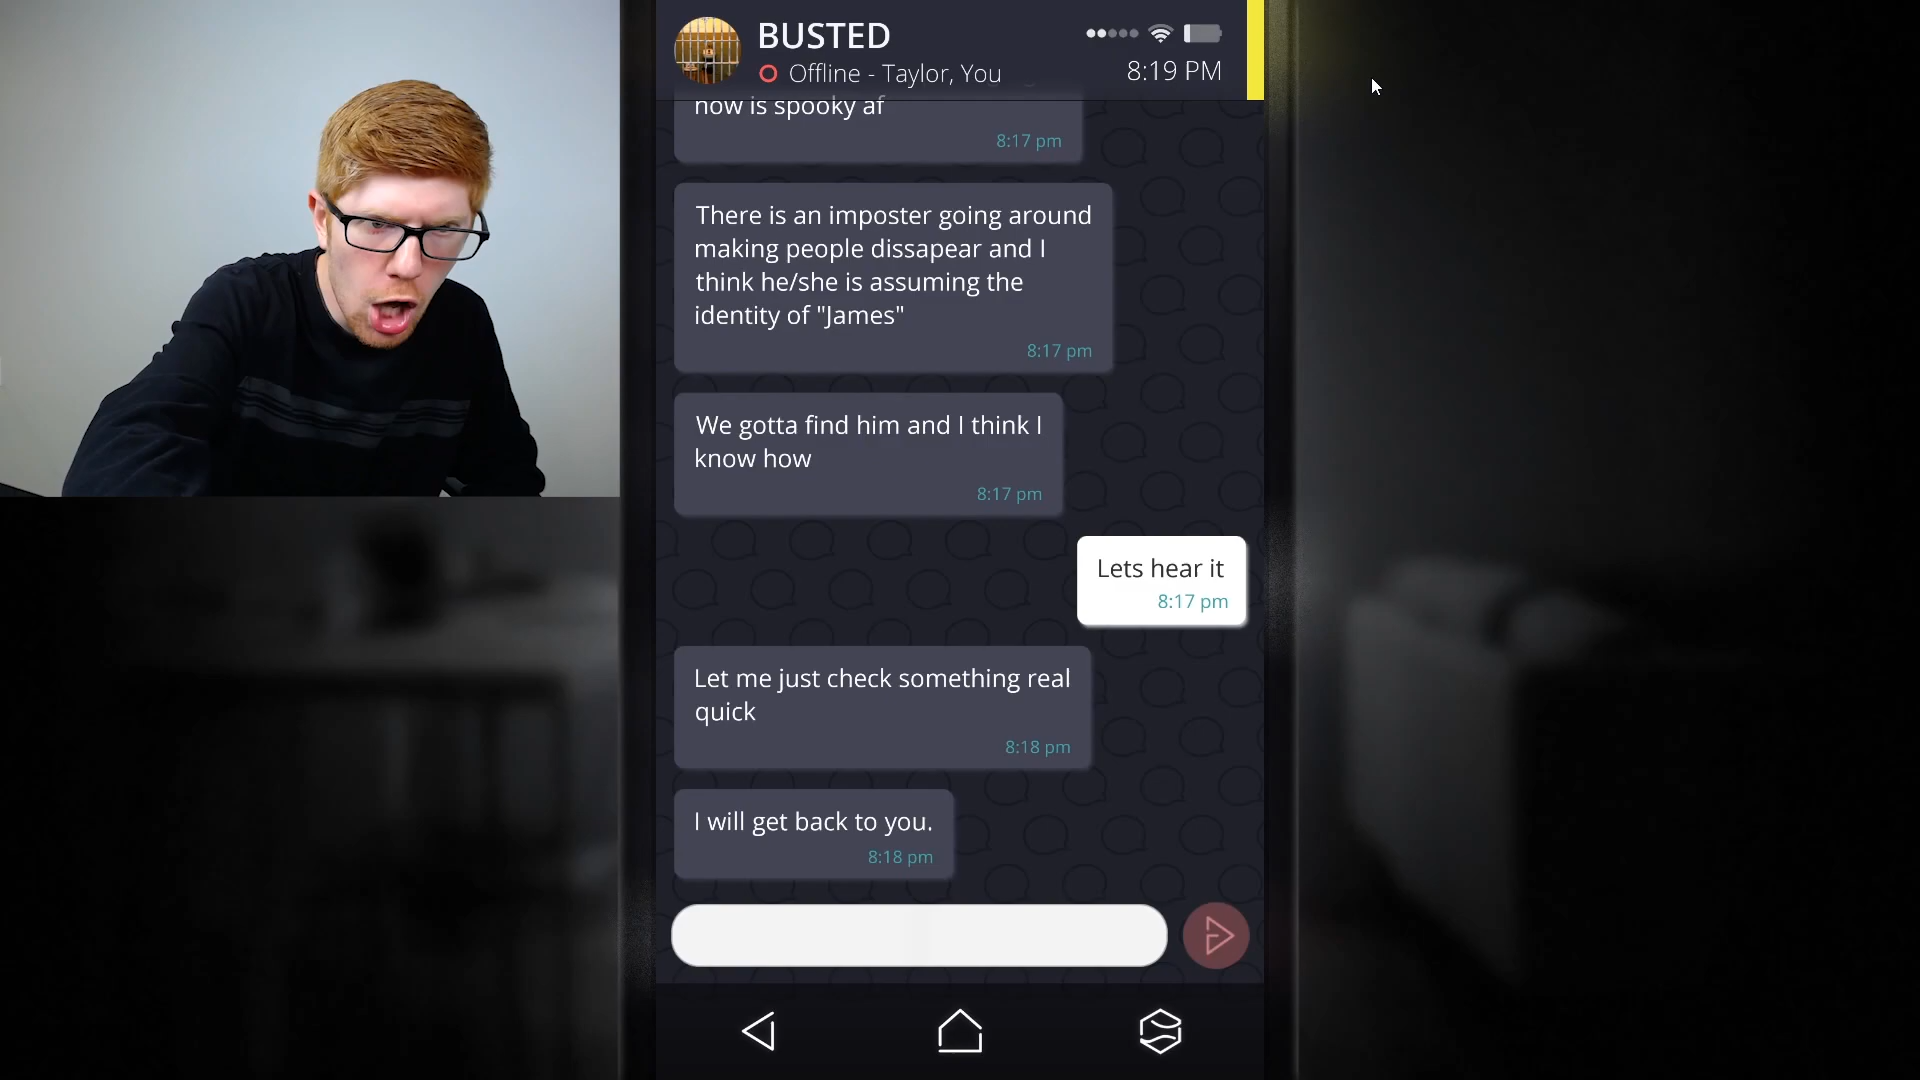 BUSTED
Offline - Taylor, You
8:19 PM
now is spooky af
8:17 pm
There is an imposter going around
making people dissapear and I
think he/she is assuming the
identity of "James"
8:17 pm
We gotta find him and I think I
know how
8:17 pm
Lets hear it
8:17 pm
Let me just check something real
quick
8:18 pm
I will get back to you.
8:18 pm